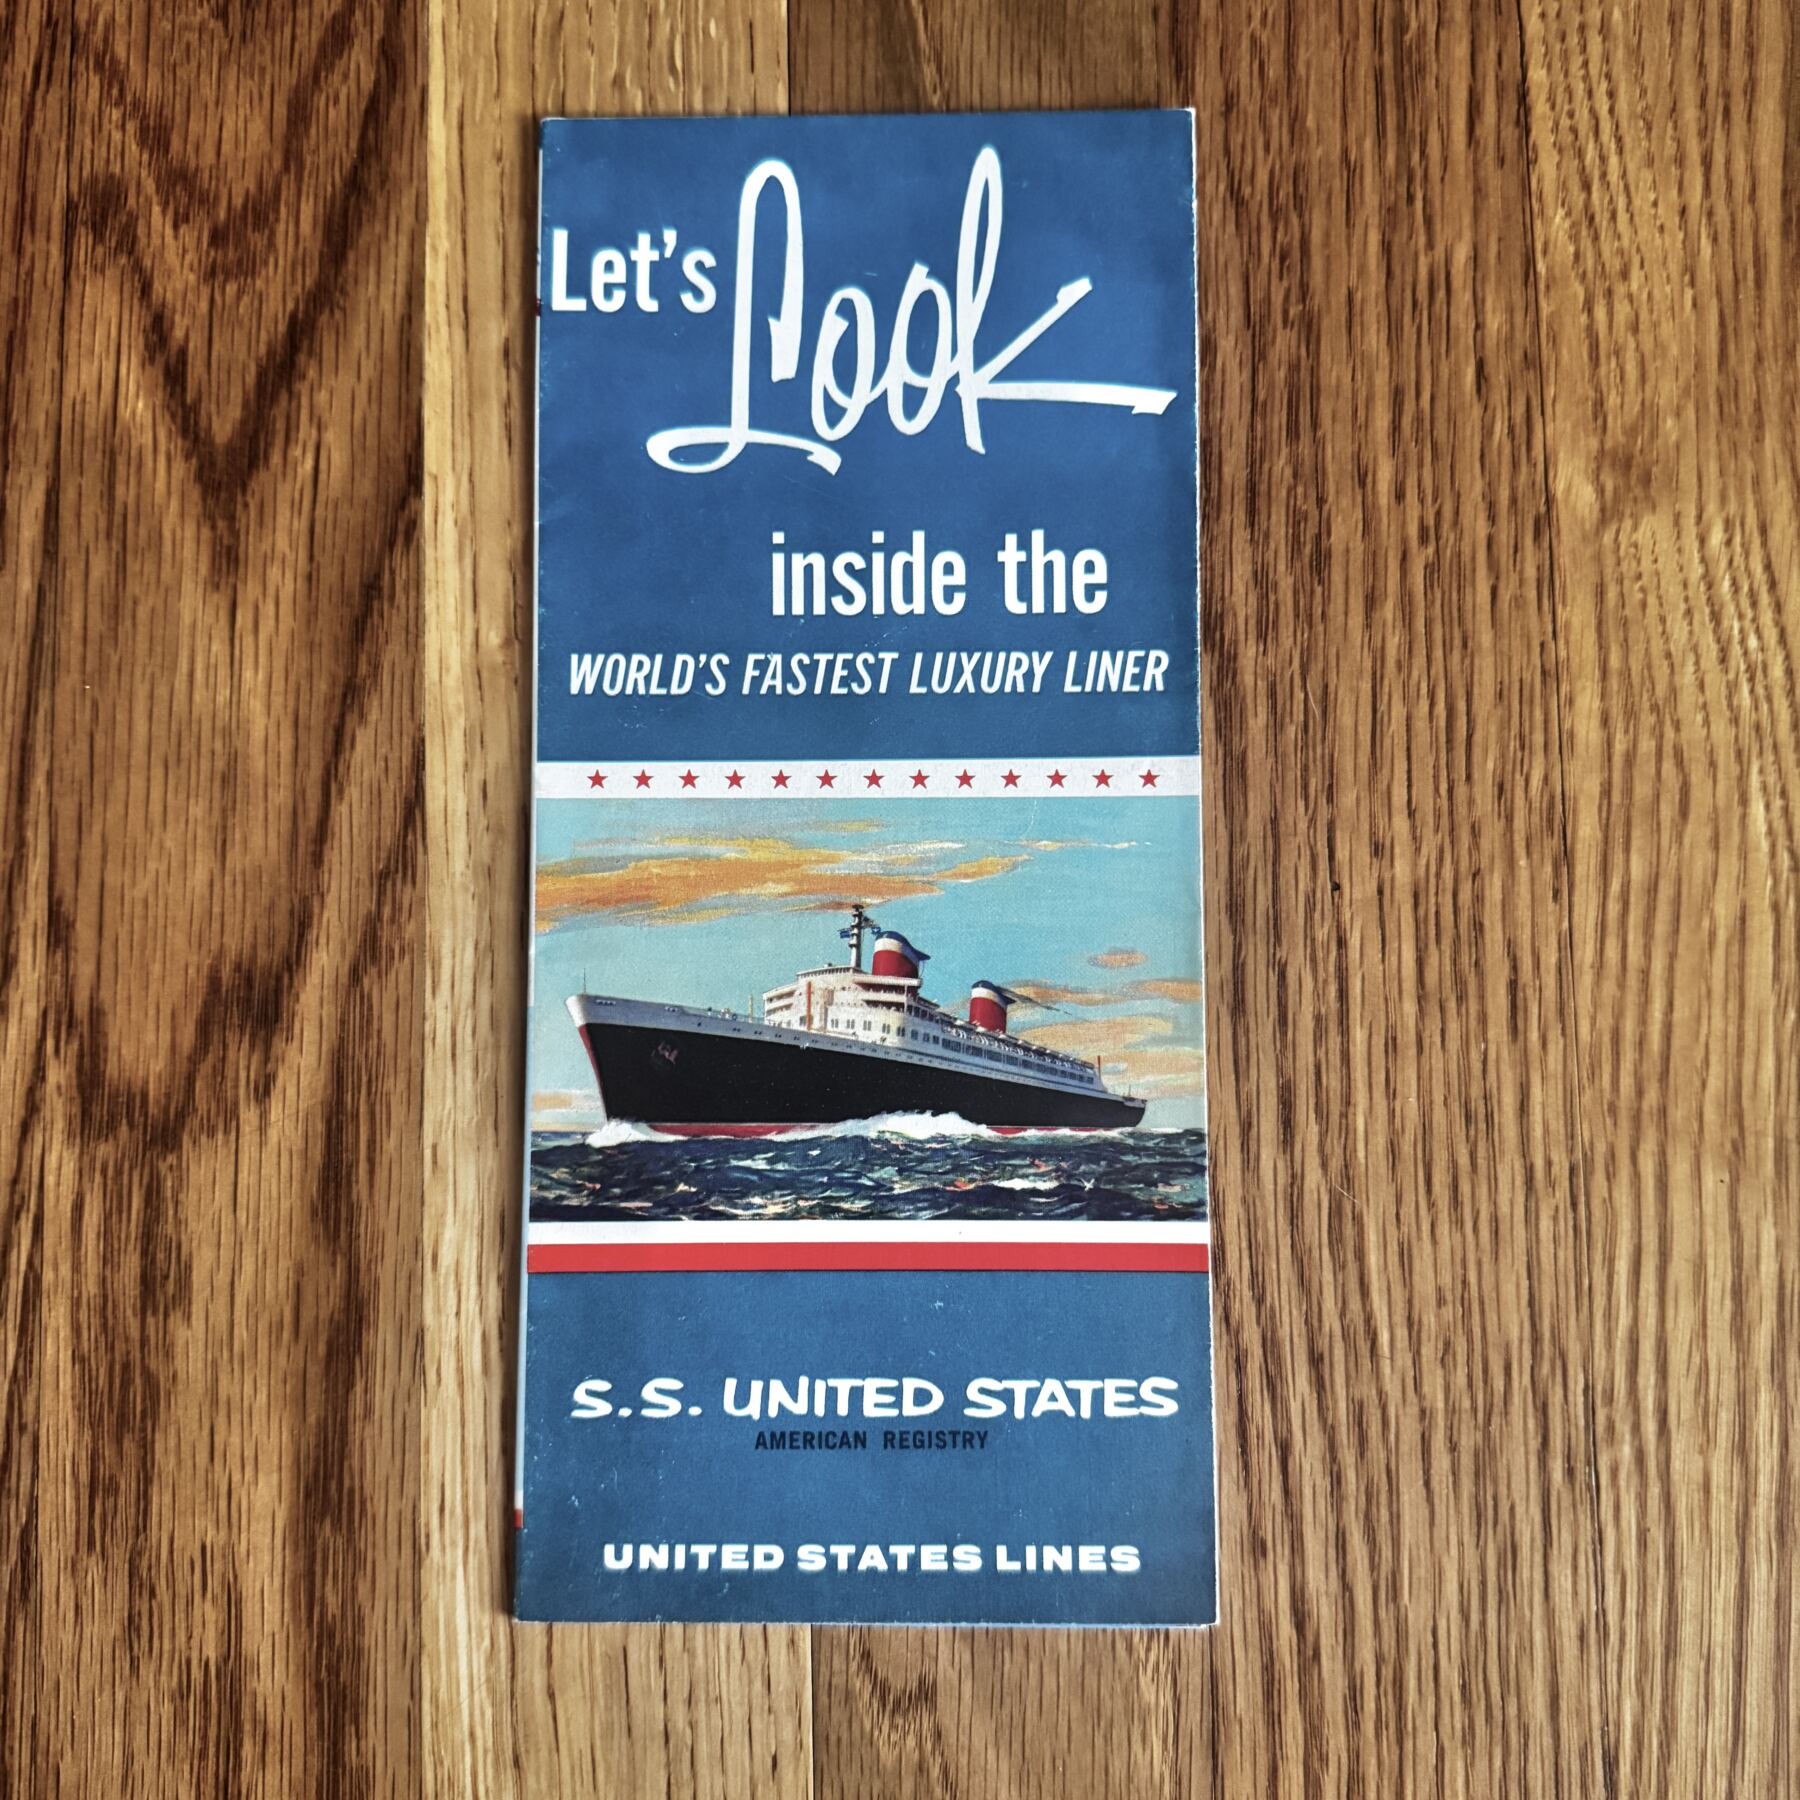 Let's Look
inside the
WORLD'S FASTEST LUXURY LINER
S.S. UNITED STATES
AMERICAN REGISTRY
UNITED STATES LINES